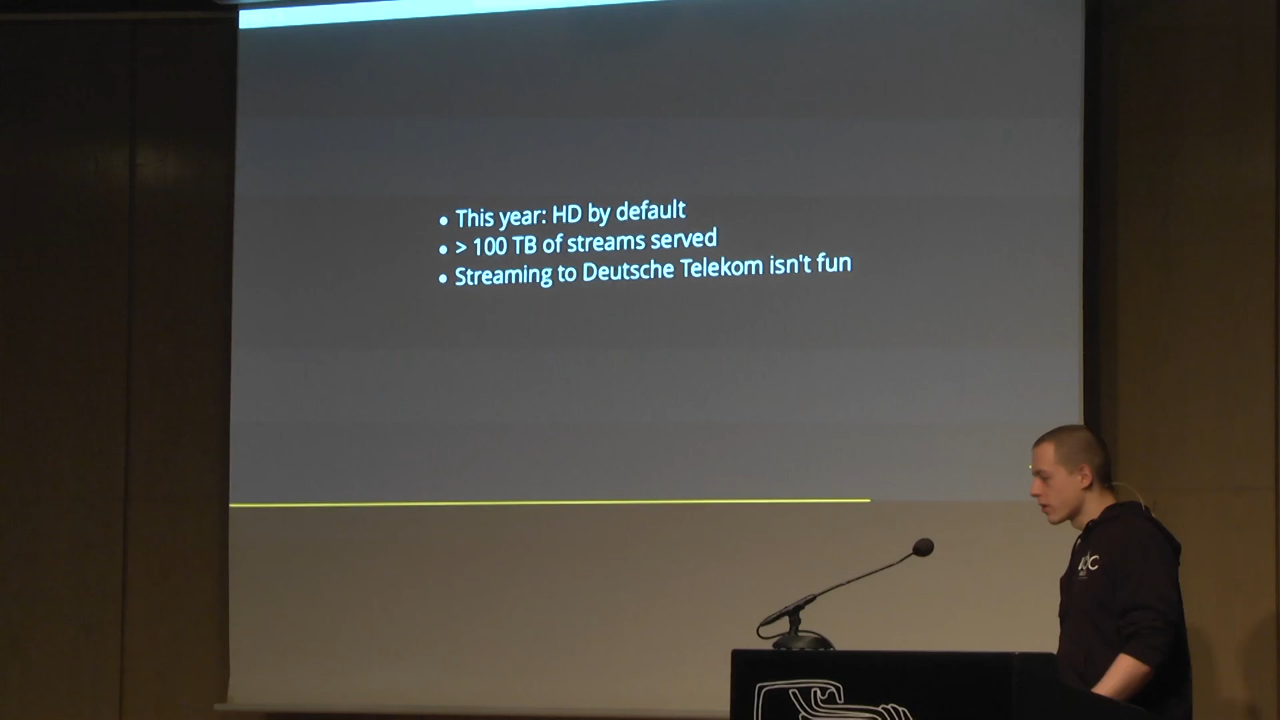 • This year: HD by default
• > 100 TB of streams served
• Streaming to Deutsche Telekom isn't fun